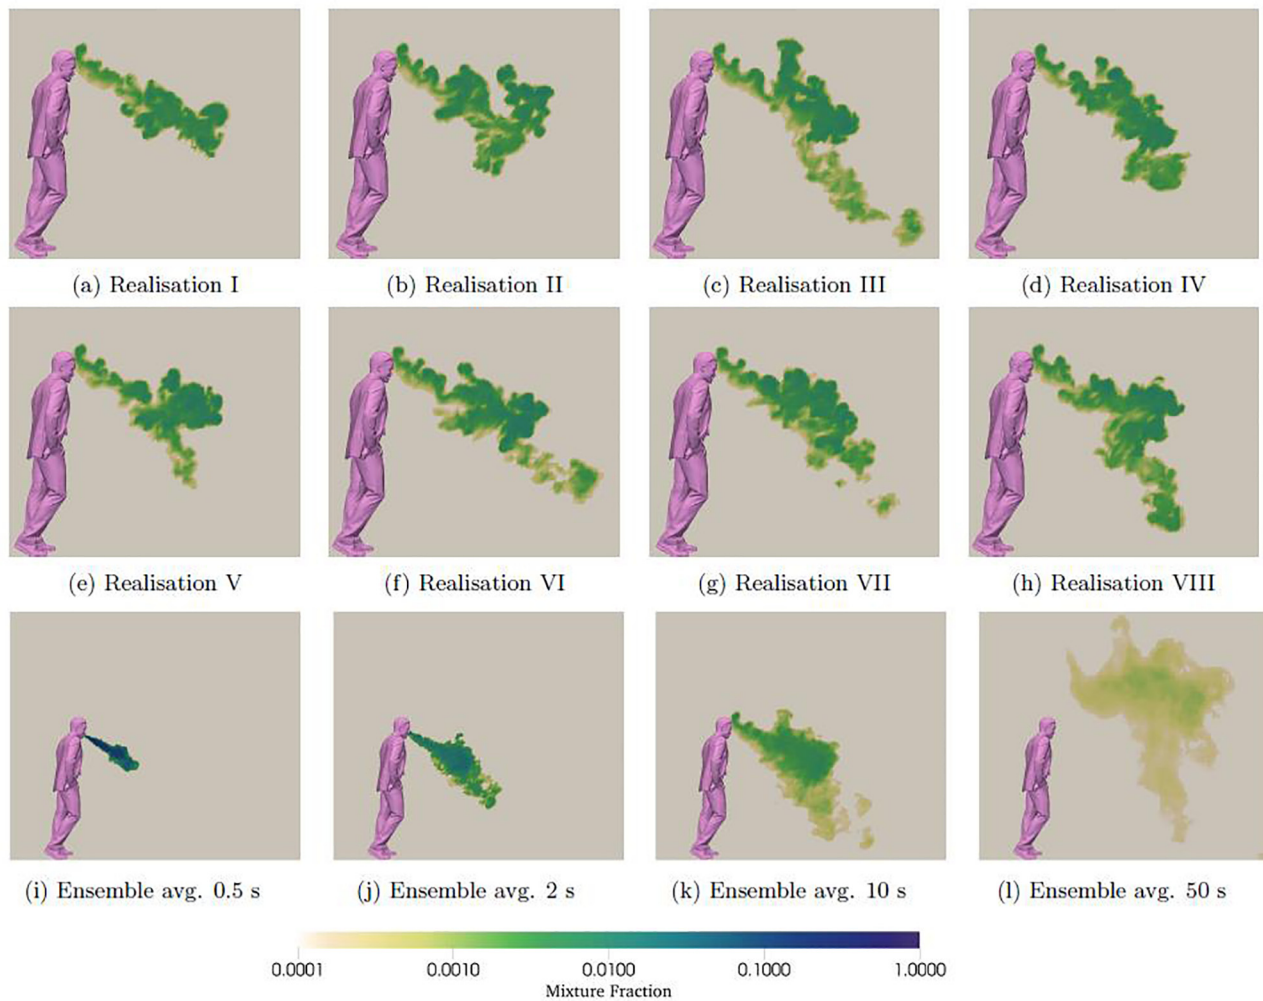 (a) Realisation I (b) Realisation II (c) Realisation III (d) Realisation IV
(e) Realisation V (f) Realisation VI (g) Realisation VII (h) Realisation VIII
(i) Ensemble avg. 0.5 s (j) Ensemble avg. 2 s (k) Ensemble avg. 10 s (l) Ensemble avg. 50 s
0.0001 0.0010 0.0100 0.1000 1.0000
Mixture Fraction